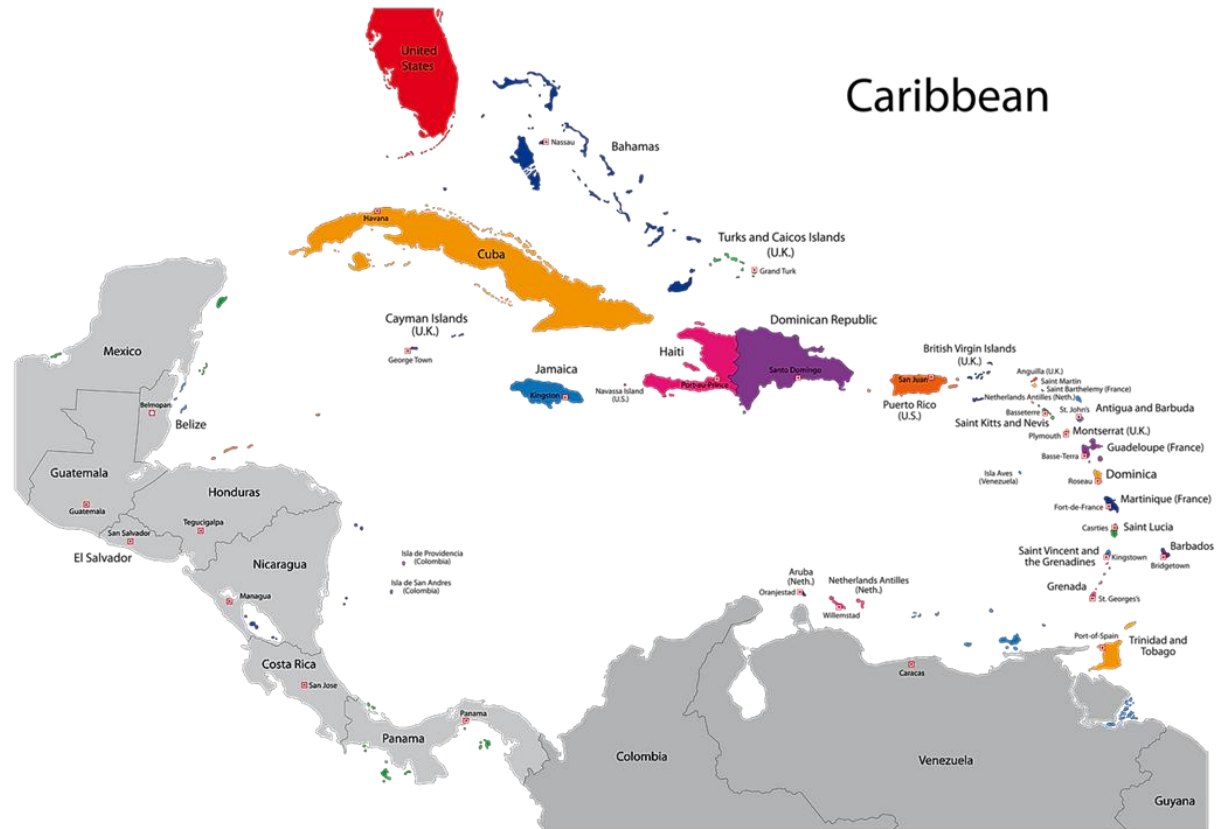 United
States
Caribbean
Nassau
Bahamas
Havana
Cuba
Turks and Caicos Islands
(U.K.)
Grand Turk
Cayman Islands
(U.K.)
George Town
Dominican Republic
Haiti
Port-au-Prince
Santo Domingo
Jamaica
Kingston
Navassa Island
(U.S.)
British Virgin Islands
(U.K.)
San Juan
Puerto Rico
(U.S.)
Anguilla (U.K.)
Saint Martin
Saint Barthelemy (France)
Netherlands Antilles (Neth.)
Basseterre
St. John's
Antigua and Barbuda
Saint Kitts and Nevis
Plymouth
Montserrat (U.K.)
Guadeloupe (France)
Basse-Terra
Isla Aves
(Venezuela)
Dominica
Roseau
Martinique (France)
Fort-de-France
Casrties
Saint Lucia
Saint Vincent and
the Grenadines
Kingstown
Barbados
Bridgetown
Grenada
St. Georges's
Mexico
Belmopan
Belize
Guatemala
Guatemala
Honduras
Tegucigalpa
San Salvador
El Salvador
Nicaragua
Managua
Isla de Providencia
(Colombia)
Isla de San Andres
(Colombia)
Aruba
(Neth.)
Oranjestad
Netherlands Antilles
(Neth.)
Willemstad
Port-of-Spain
Trinidad and
Tobago
Costa Rica
San Jose
Panama
Panama
Caracas
Colombia
Venezuela
Guyana